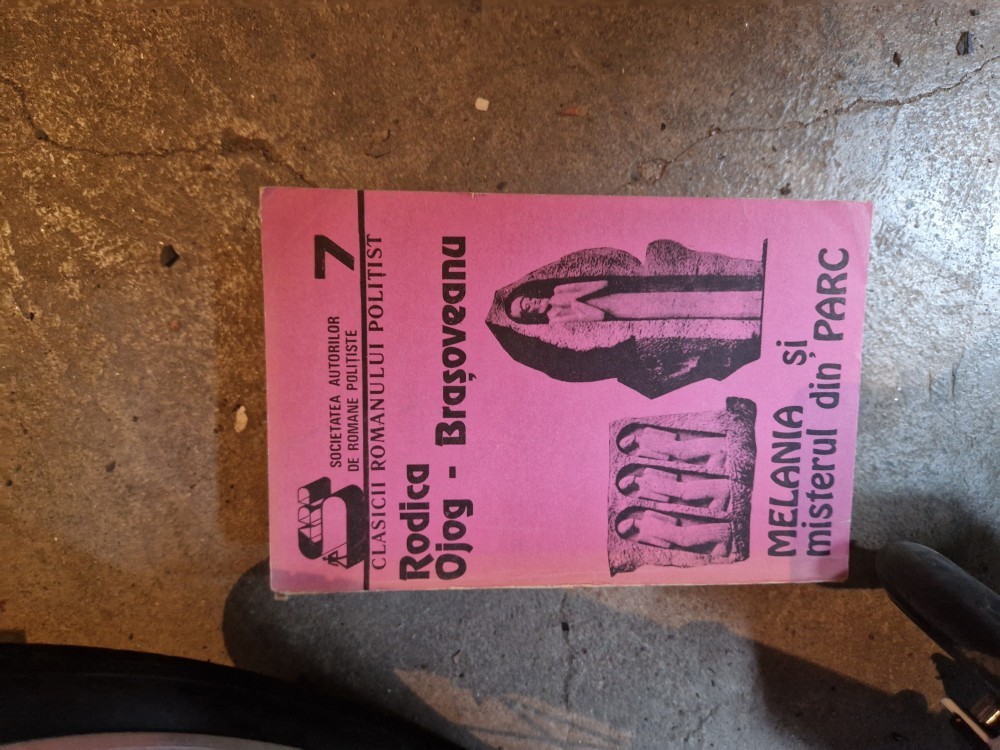 SOCIETATEA AUTORILOR
DE ROMANE POLIȚISTE
7
CLASICII ROMANULUI POLIȚIST
Rodica
Ojog - Brașoveanu
MELANIA și
misterul din PARC